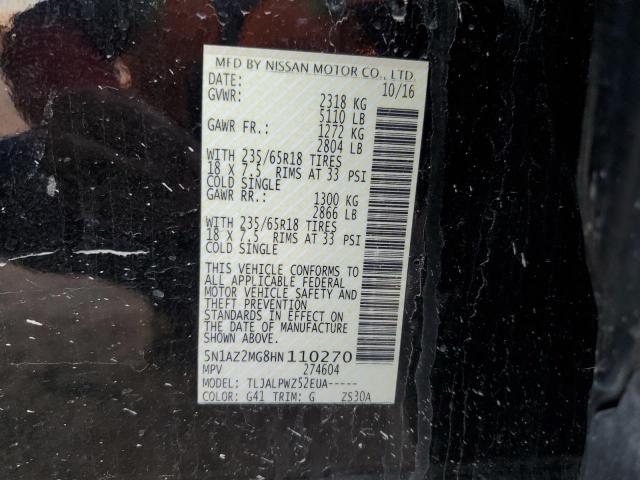 MFD BY NISSAN MOTOR CO., LTD.
DATE: 10/16
GVWR: 2318 KG
5110 LB
GAWR FR.: 1272 KG
2804 LB
WITH 235/65R18 TIRES
18 X 7.5 RIMS AT 33 PSI
COLD SINGLE
GAWR RR.: 1300 KG
2866 LB
WITH 235/65R18 TIRES
18 X 7.5 RIMS AT 33 PSI
COLD SINGLE
THIS VEHICLE CONFORMS TO
ALL APPLICABLE FEDERAL
MOTOR VEHICLE SAFETY AND
THEFT PREVENTION
STANDARDS IN EFFECT ON
THE DATE OF MANUFACTURE
SHOWN ABOVE.
5N1AZ2MG8HN110270
MPV 274604
MODEL: TLJALPWZ52EUA-----
COLOR: G41 TRIM: G ZS30A